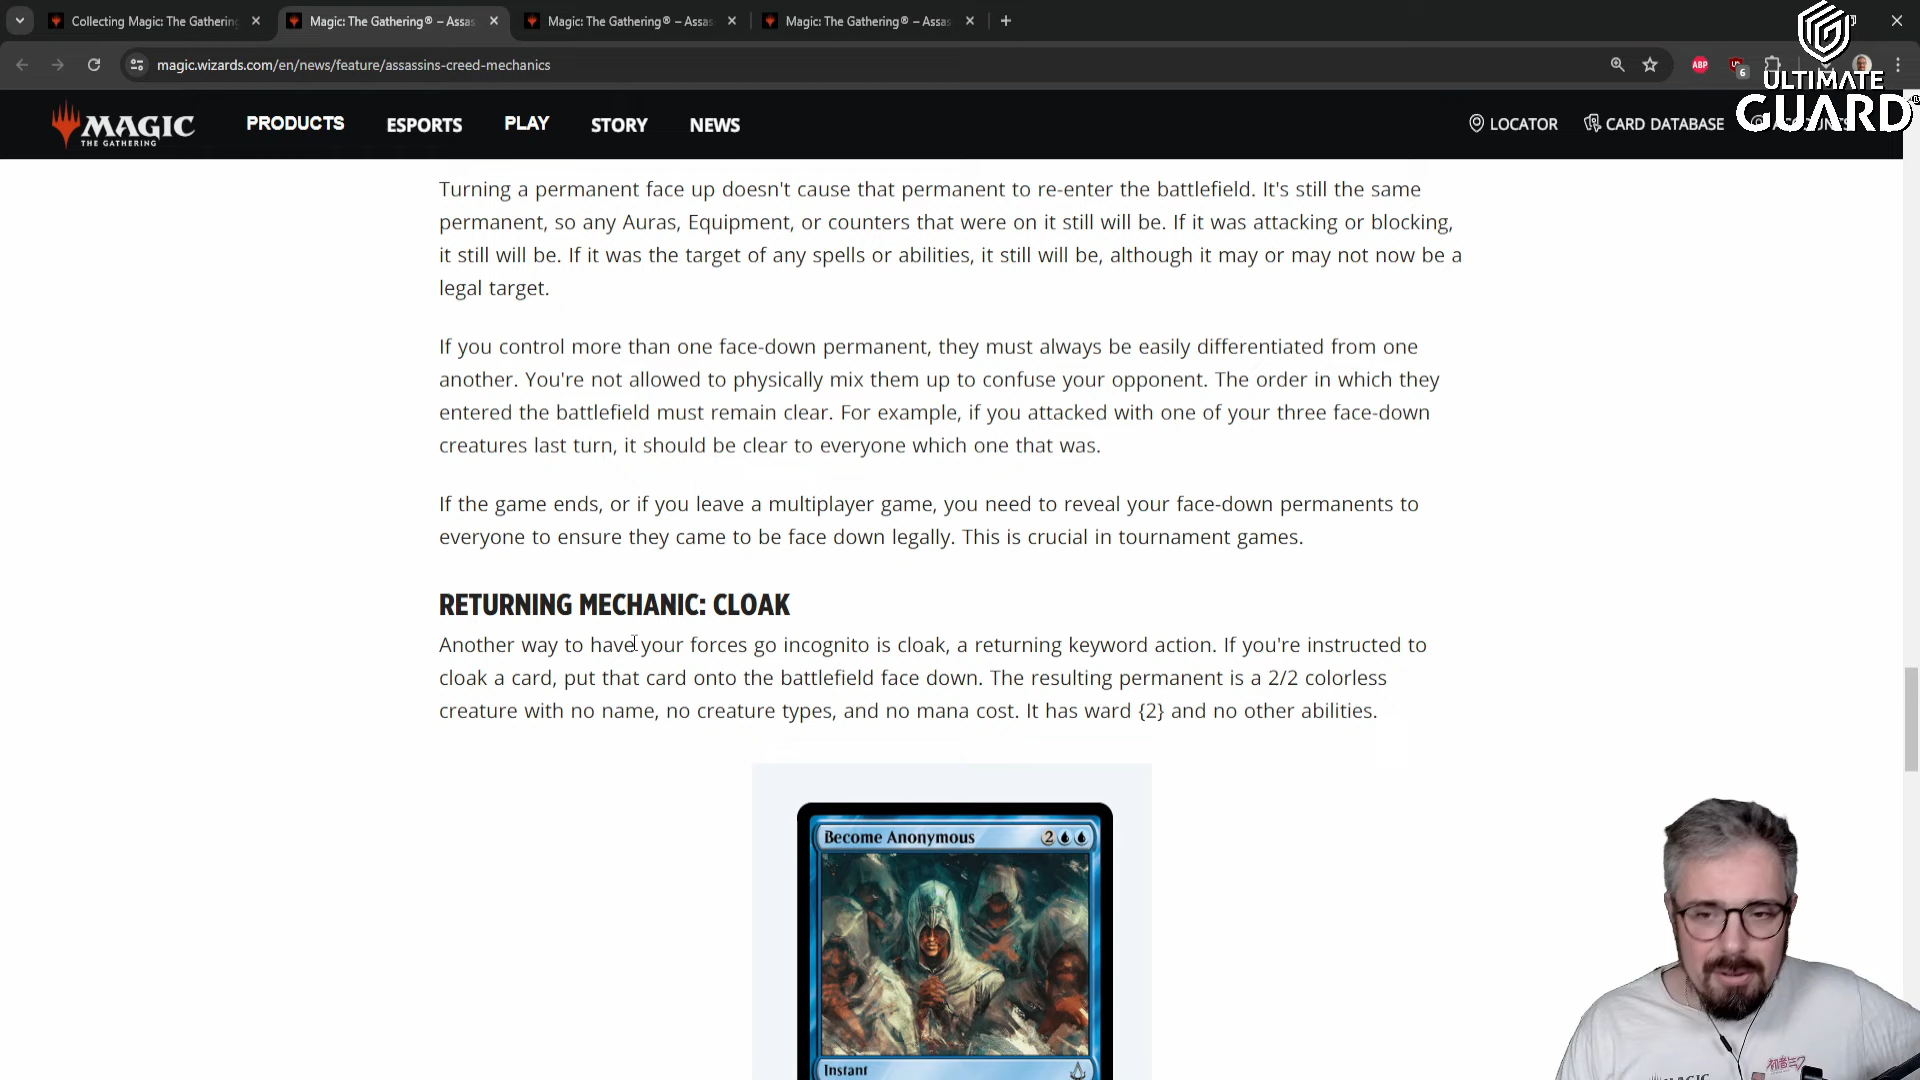 Collecting Magic: The Gathering
Magic: The Gathering® – Assas
Magic: The Gathering® – Assas
Magic: The Gathering® – Assas
magic.wizards.com/en/news/feature/assassins-creed-mechanics
ABP
6
ULTIMATE
GUARD
MAGIC
THE GATHERING
PRODUCTS
ESPORTS
PLAY
STORY
NEWS
LOCATOR
CARD DATABASE
Turning a permanent face up doesn't cause that permanent to re-enter the battlefield. It's still the same
permanent, so any Auras, Equipment, or counters that were on it still will be. If it was attacking or blocking,
it still will be. If it was the target of any spells or abilities, it still will be, although it may or may not now be a
legal target.
If you control more than one face-down permanent, they must always be easily differentiated from one
another. You're not allowed to physically mix them up to confuse your opponent. The order in which they
entered the battlefield must remain clear. For example, if you attacked with one of your three face-down
creatures last turn, it should be clear to everyone which one that was.
If the game ends, or if you leave a multiplayer game, you need to reveal your face-down permanents to
everyone to ensure they came to be face down legally. This is crucial in tournament games.
RETURNING MECHANIC: CLOAK
Another way to have your forces go incognito is cloak, a returning keyword action. If you're instructed to
cloak a card, put that card onto the battlefield face down. The resulting permanent is a 2/2 colorless
creature with no name, no creature types, and no mana cost. It has ward {2} and no other abilities.
Become Anonymous
2
Instant
初音ミク
MAGIC